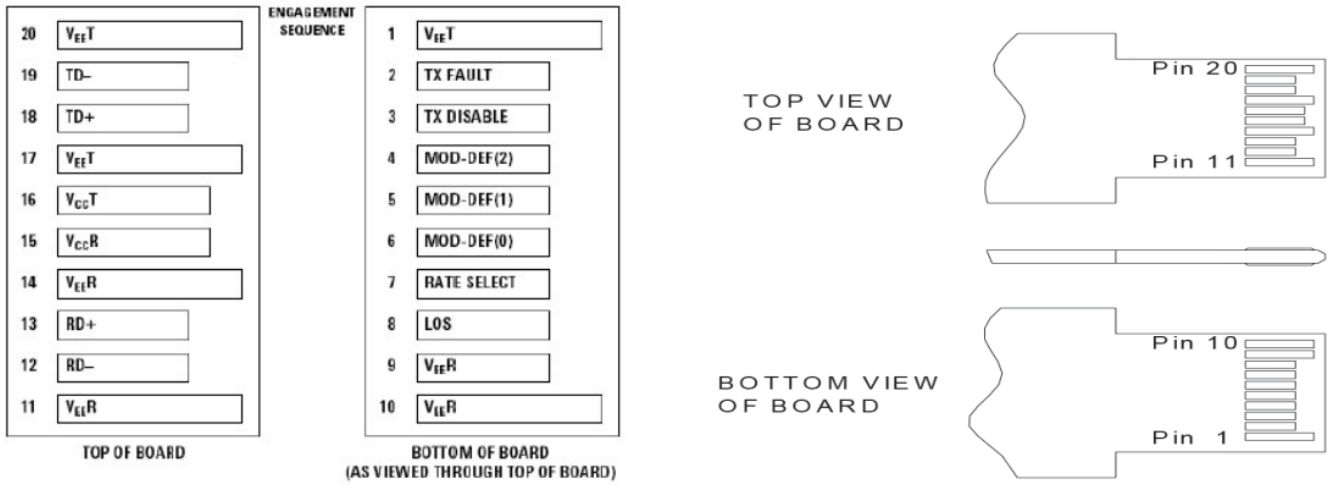 ENGAGEMENT
SEQUENCE
20 VEET
19 TD–
18 TD+
17 VEET
16 VCCT
15 VCCR
14 VEER
13 RD+
12 RD–
11 VEER
TOP OF BOARD
1 VEET
2 TX FAULT
3 TX DISABLE
4 MOD-DEF(2)
5 MOD-DEF(1)
6 MOD-DEF(0)
7 RATE SELECT
8 LOS
9 VEER
10 VEER
BOTTOM OF BOARD
(AS VIEWED THROUGH TOP OF BOARD)
TOP VIEW
OF BOARD
Pin 20
Pin 11
BOTTOM VIEW
OF BOARD
Pin 10
Pin 1